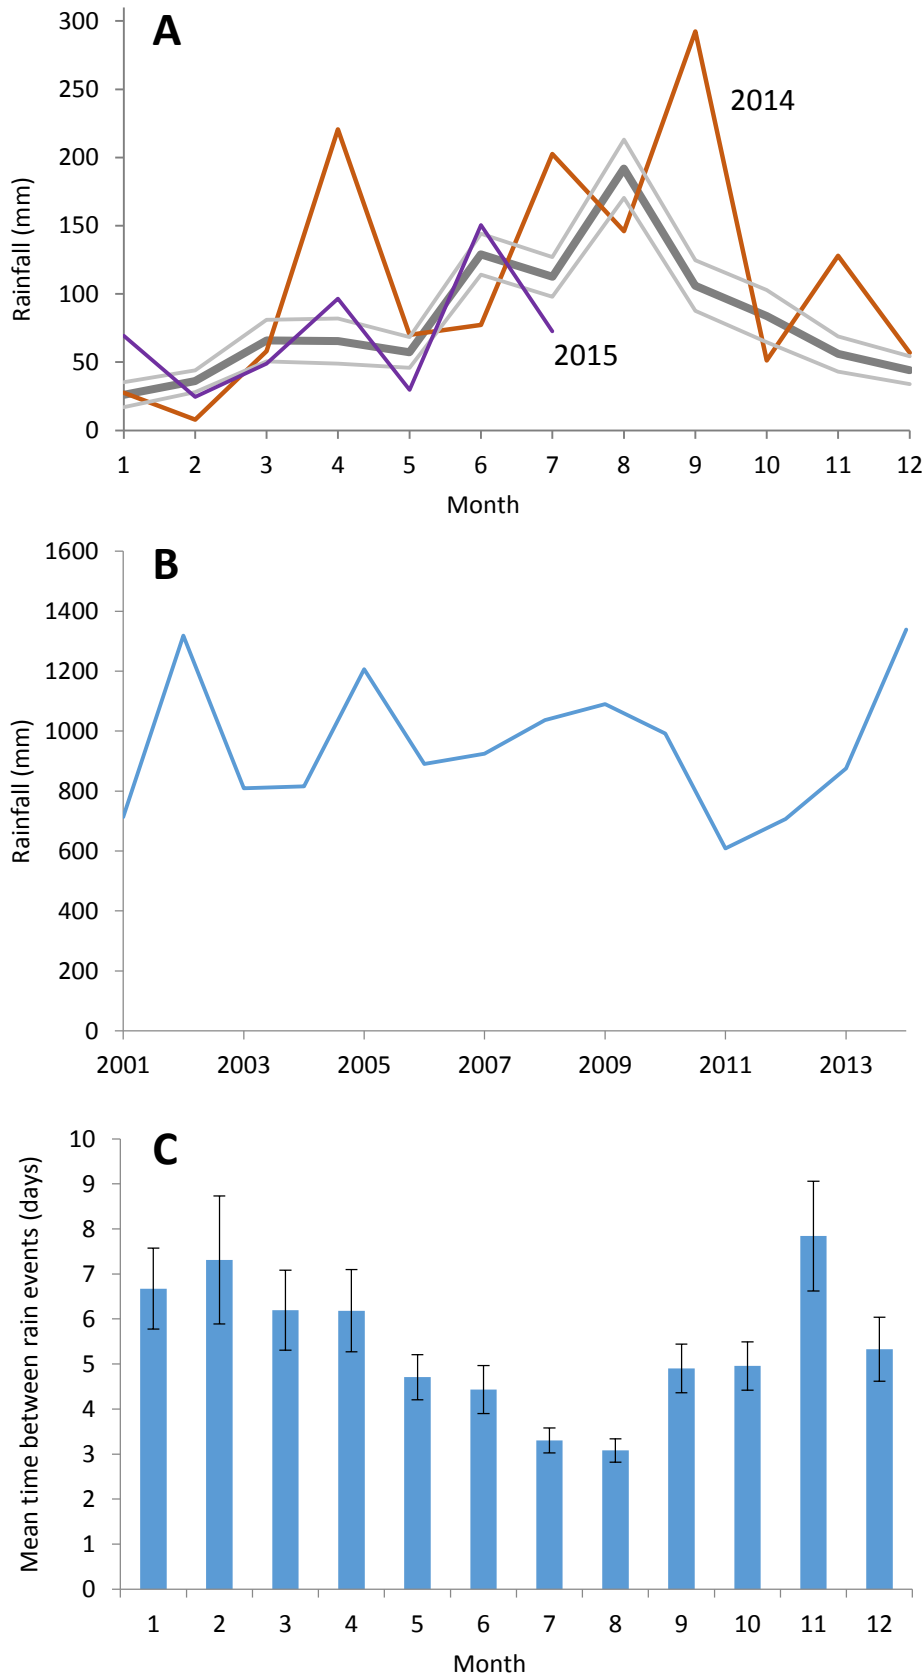 A
300
250
200
150
100
50
0
Rainfall (mm)
2014
2015
1 2 3 4 5 6 7 8 9 10 11 12
Month
B
1600
1400
1200
1000
800
600
400
200
0
Rainfall (mm)
2001 2003 2005 2007 2009 2011 2013
C
10
9
8
7
6
5
4
3
2
1
0
Mean time between rain events (days)
1 2 3 4 5 6 7 8 9 10 11 12
Month